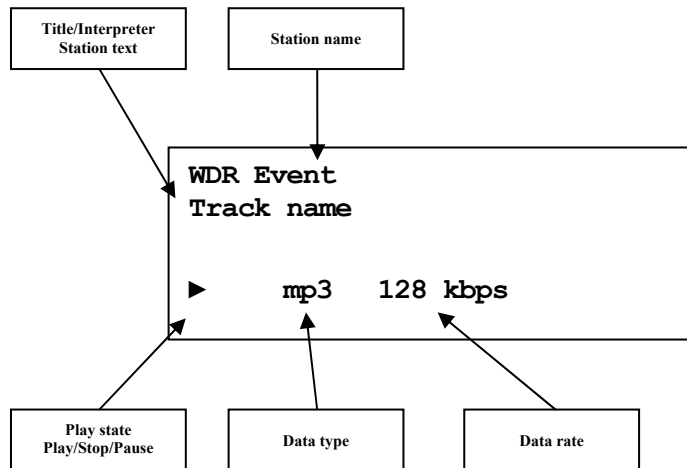 Title/Interpreter
Station text
Station name
WDR Event
Track name
► mp3 128 kbps
Play state
Play/Stop/Pause
Data type
Data rate